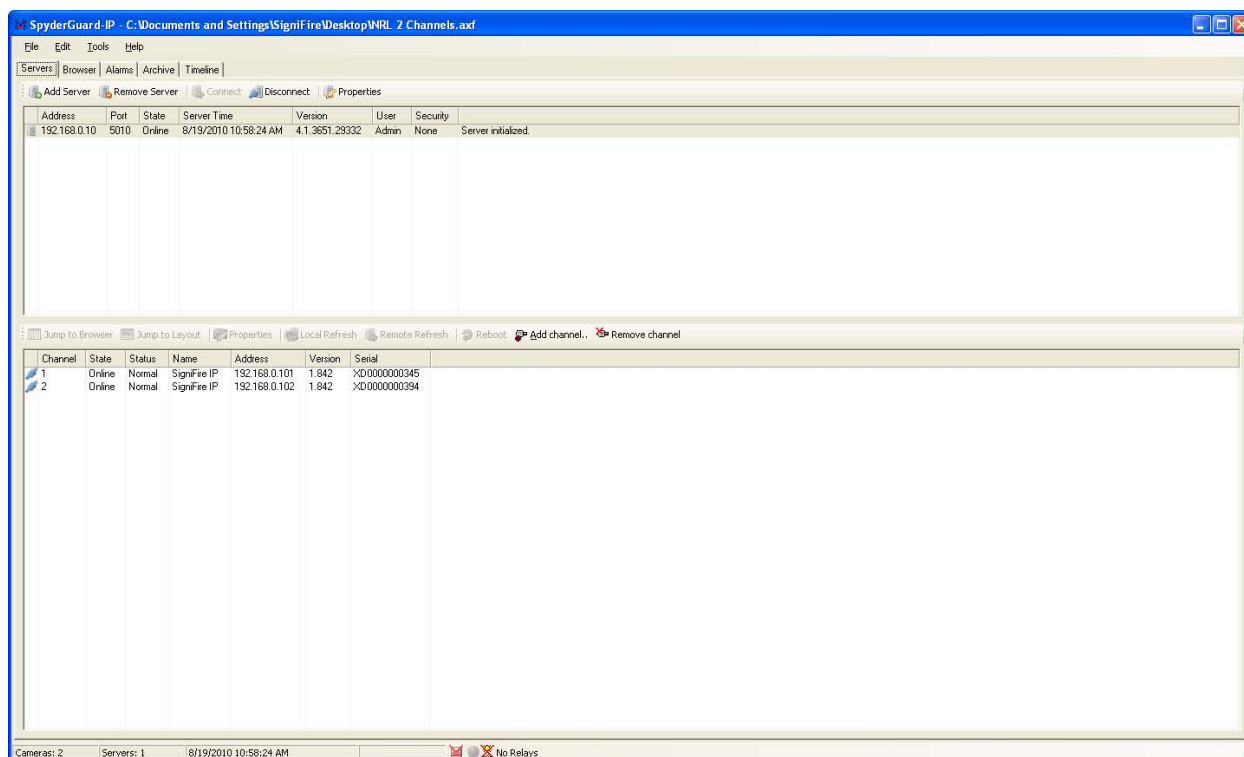 SpyderGuard-IP - C:\Documents and Settings\SigniFire\Desktop\NRL 2 Channels.axf
File Edit Tools Help
Servers Browser Alarms Archive Timeline
Add Server Remove Server Connect Disconnect Properties
Address Port State Server Time Version User Security
192.168.0.10 5010 Online 8/19/2010 10:58:24 AM 4.1.3651.29332 Admin None Server initialized.
Jump to Browser Jump to Layout Properties Local Refresh Remote Refresh Reboot Add channel.. Remove channel
Channel State Status Name Address Version Serial
1 Online Normal SigniFire IP 192.168.0.101 1.842 XD0000000345
2 Online Normal SigniFire IP 192.168.0.102 1.842 XD0000000394
Cameras: 2 Servers: 1 8/19/2010 10:58:24 AM No Relays